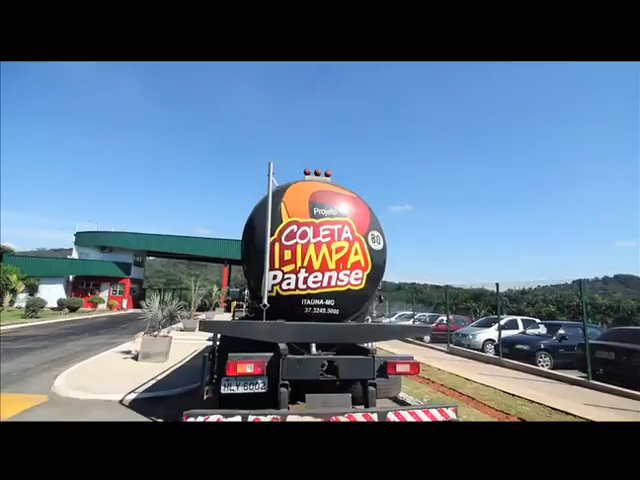 Projeto
COLETA
LIMPA
Patense
80
ITAÚNA-MG
37.3249.5000
HLY 6002